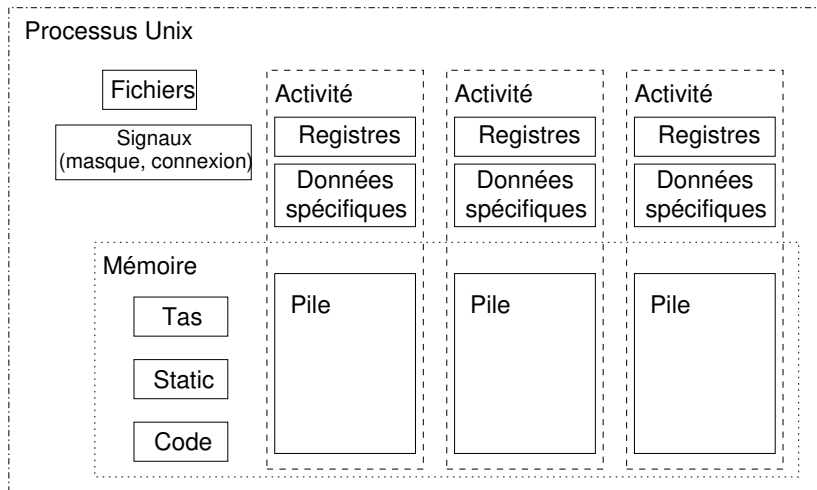 Processus Unix
Fichiers
Signaux
(masque, connexion)
Activité
Registres
Données
spécifiques
Activité
Registres
Données
spécifiques
Activité
Registres
Données
spécifiques
Mémoire
Tas
Static
Code
Pile
Pile
Pile